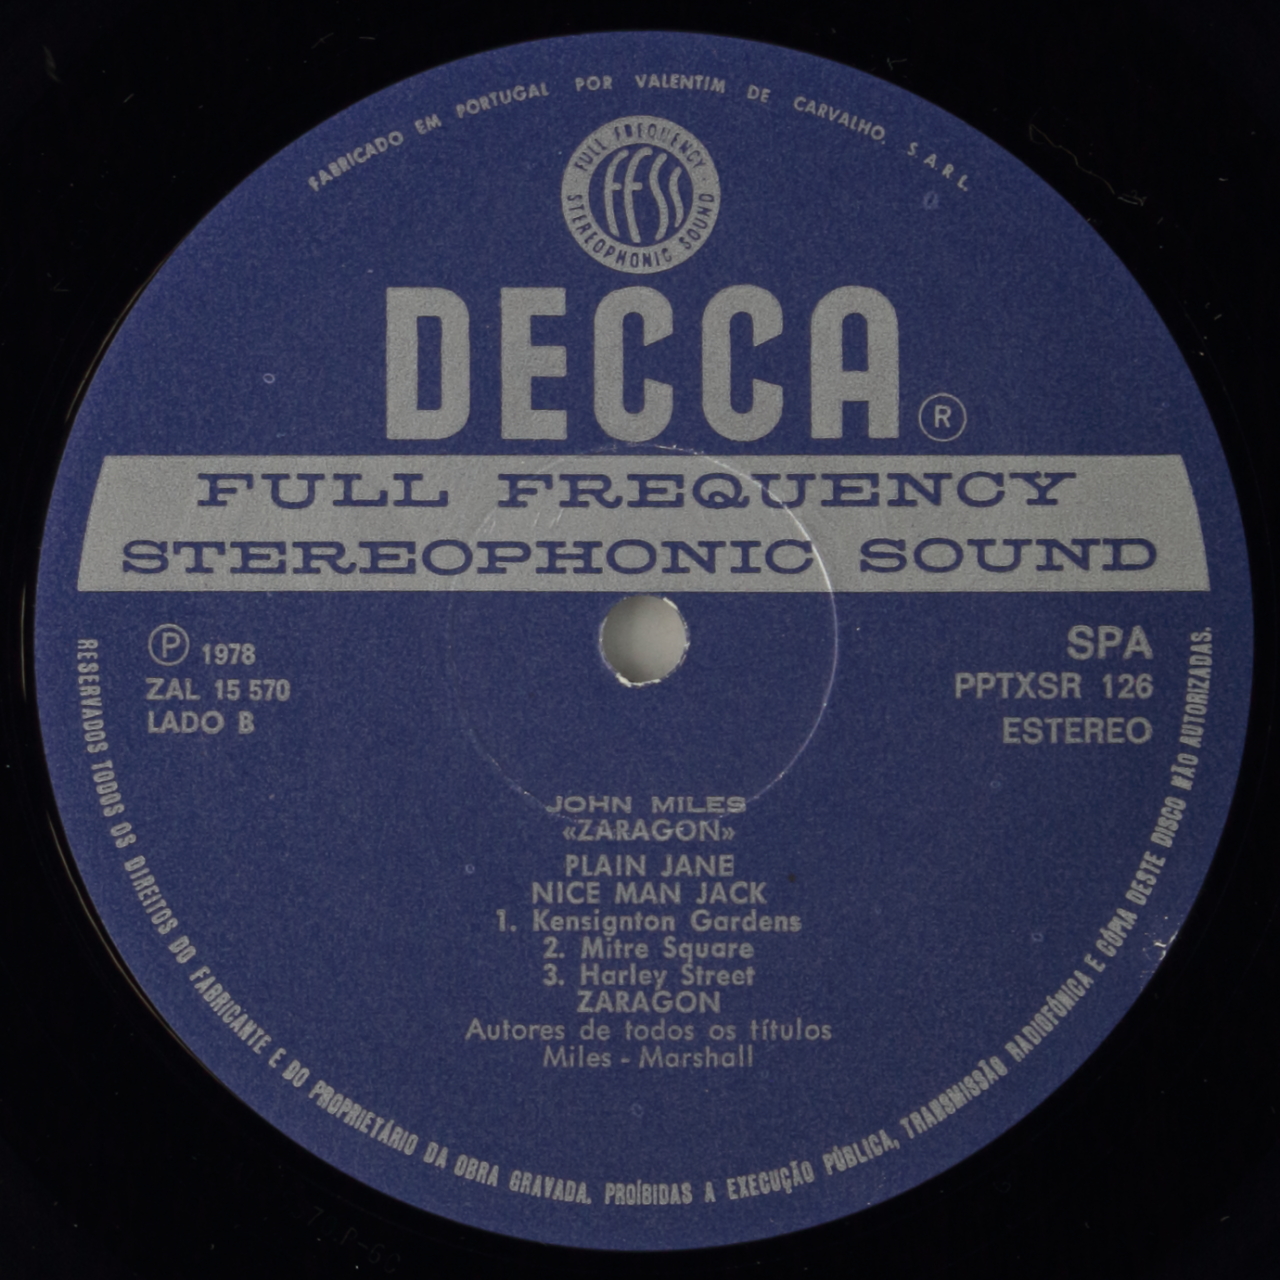 FABRICADO EM PORTUGAL POR VALENTIM DE CARVALHO, S.A.R.L.
FULL FREQUENCY
FFSS
STEREOPHONIC SOUND
DECCA ®
FULL FREQUENCY
STEREOPHONIC SOUND
Ⓟ 1978
ZAL 15 570
LADO B
SPA
PPTXSR 126
ESTEREO
JOHN MILES
«ZARAGON»
PLAIN JANE
NICE MAN JACK
1. Kensignton Gardens
2. Mitre Square
3. Harley Street
ZARAGON
Autores de todos os títulos
Miles - Marshall
RESERVADOS TODOS OS DIREITOS DO FABRICANTE E DO PROPRIETÁRIO DA OBRA GRAVADA. PROÍBIDAS A EXECUÇÃO PÚBLICA, TRANSMISSÃO RADIOFÓNICA E CÓPIA DESTE DISCO NÃO AUTORIZADAS.